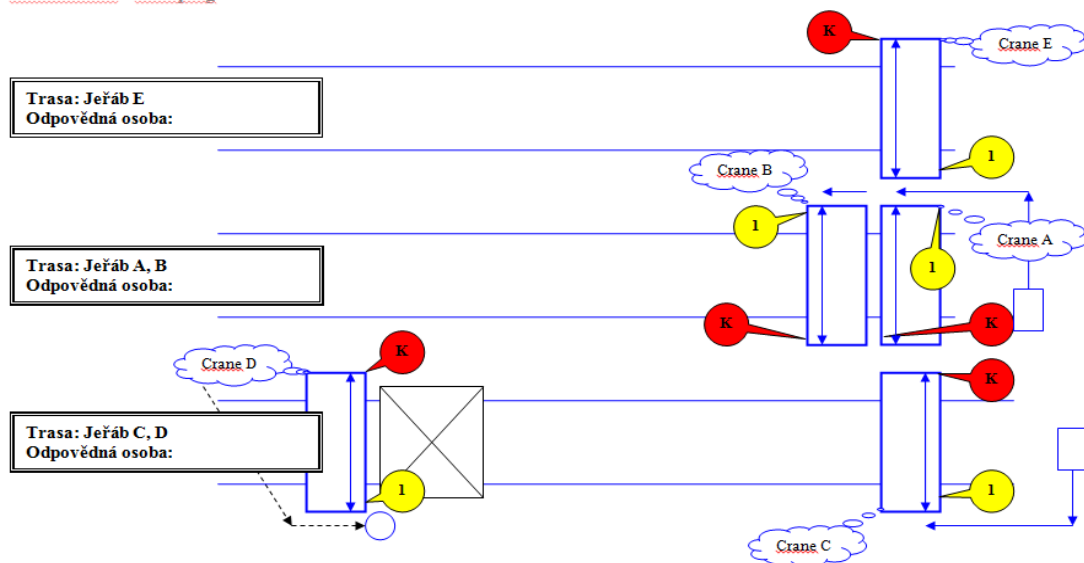 K
Crane E
Trasa: Jeřáb E
Odpovědná osoba:
1
Crane B
1
Crane A
1
Trasa: Jeřáb A, B
Odpovědná osoba:
K
K
Crane D
K
K
Trasa: Jeřáb C, D
Odpovědná osoba:
1
1
Crane C